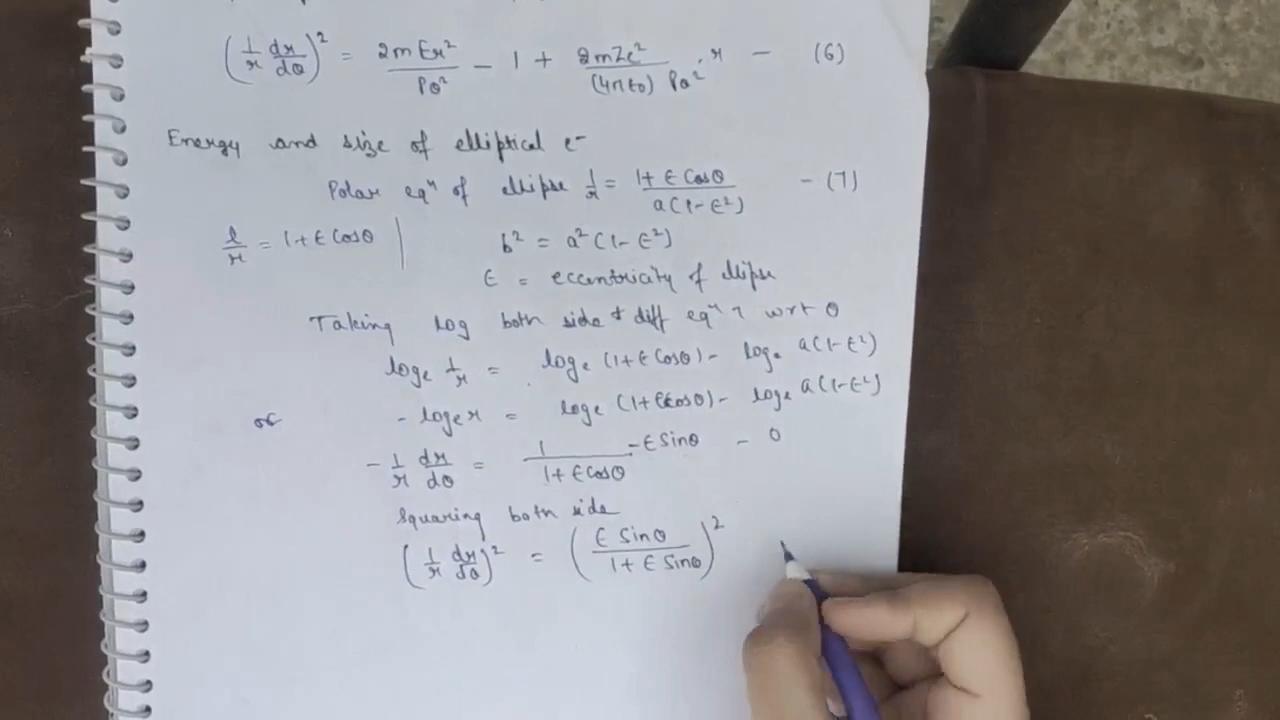 (1/r dr/dθ)² = 2mEr²/Pθ² - 1 + 2mZe²/((4πε0) Pθ²) · r - (6)
Energy and size of elliptical e-
Polar eqⁿ of ellipse 1/r = (1 + ϵ Cosθ)/(a(1-ϵ²)) - (7)
l/r = 1 + ϵ Cosθ | b² = a²(1-ϵ²)
ϵ = eccentricity of ellipse
Taking log both side & diff eqⁿ 7 wrt θ
logₑ 1/r = logₑ (1+ϵ Cosθ) - logₑ a(1-ϵ²)
or - logₑ r = logₑ (1+ϵ cosθ) - logₑ a(1-ϵ²)
- 1/r dr/dθ = 1/(1+ϵ Cosθ) -ϵ Sinθ - 0
Squaring both side
(1/r dr/dθ)² = (ϵ Sinθ/(1+ϵ Sinθ))²